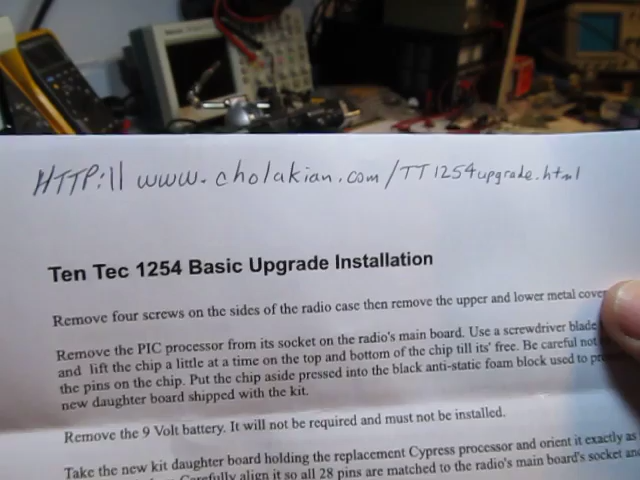 HTTP:// www.cholakian.com/TT1254upgrade.html
Ten Tec 1254 Basic Upgrade Installation
Remove four screws on the sides of the radio case then remove the upper and lower metal cover
Remove the PIC processor from its socket on the radio's main board. Use a screwdriver blade
and lift the chip a little at a time on the top and bottom of the chip till its' free. Be careful not
the pins on the chip. Put the chip aside pressed into the black anti-static foam block used to
new daughter board shipped with the kit.
Remove the 9 Volt battery. It will not be required and must not be installed.
Take the new kit daughter board holding the replacement Cypress processor and orient it exactly as
Carefully align it so all 28 pins are matched to the radio's main board's socket and